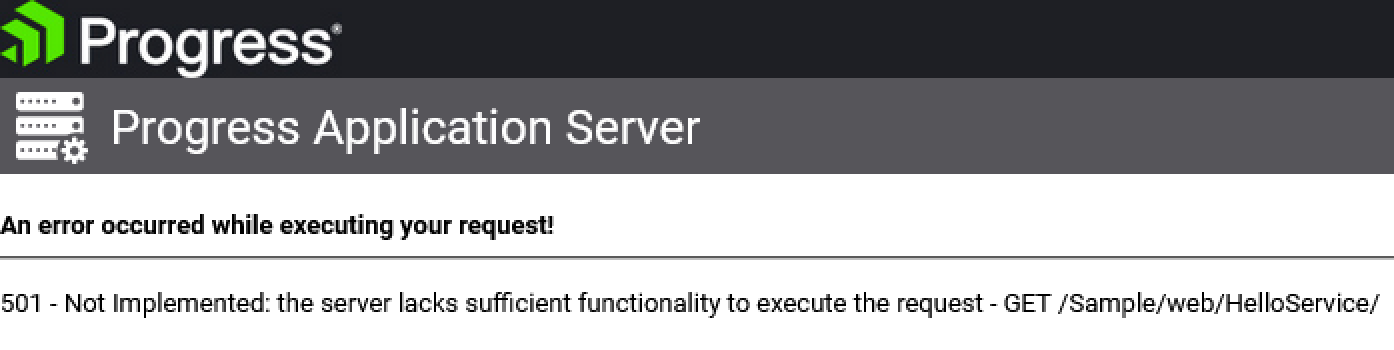 Progress®
Progress Application Server
An error occurred while executing your request!
501 - Not Implemented: the server lacks sufficient functionality to execute the request - GET /Sample/web/HelloService/